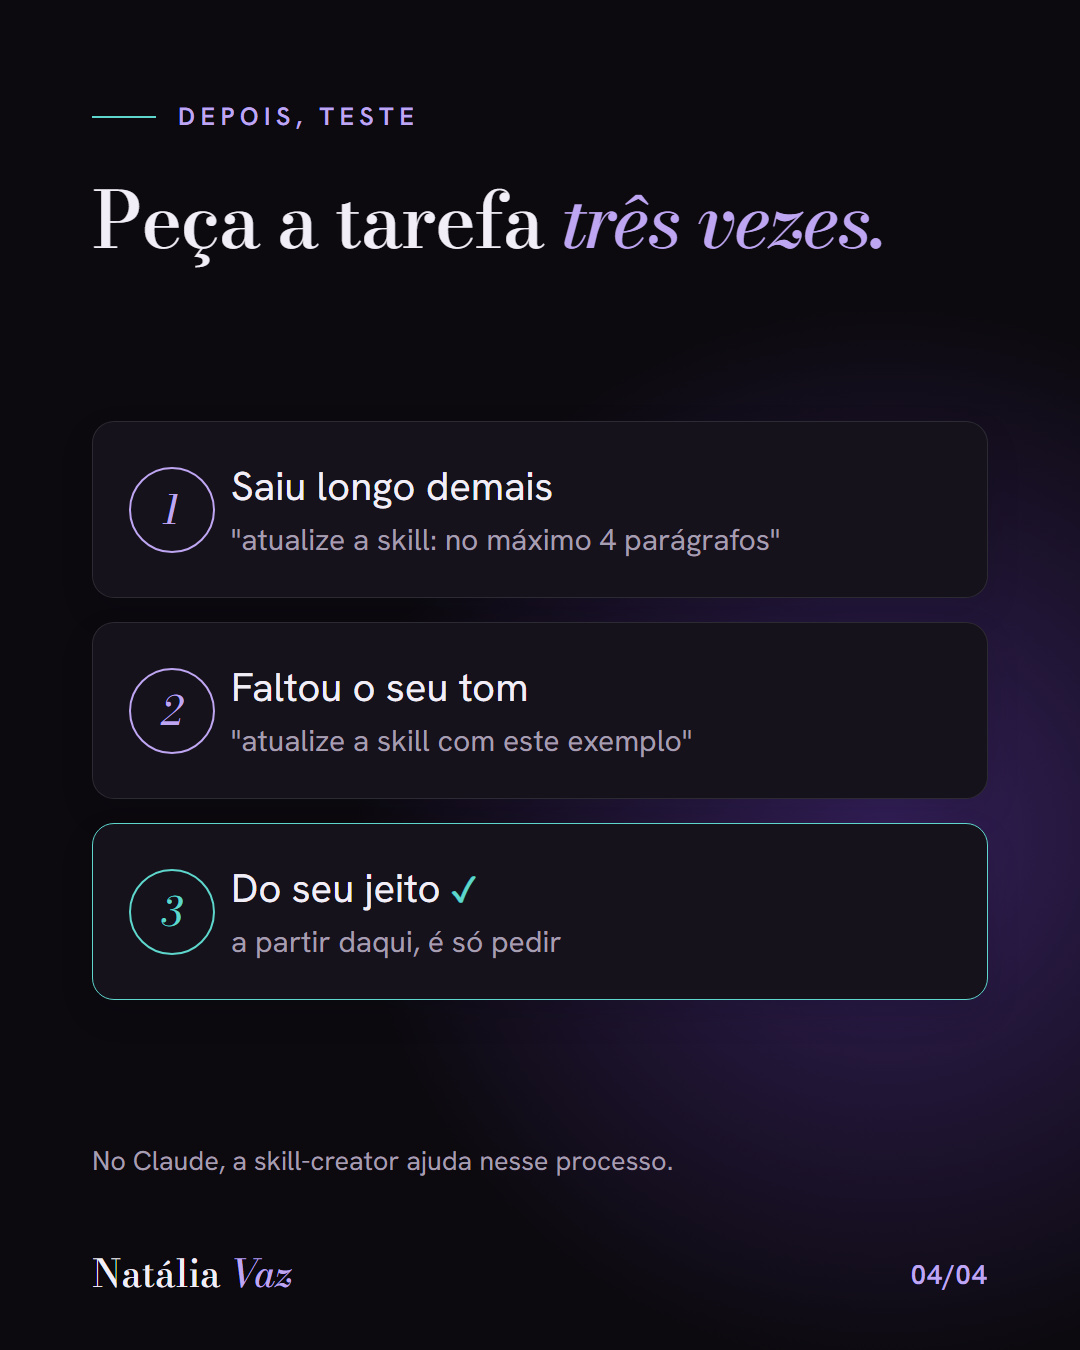 DEPOIS, TESTE
Peça a tarefa três vezes.
1
Saiu longo demais
"atualize a skill: no máximo 4 parágrafos"
2
Faltou o seu tom
"atualize a skill com este exemplo"
3
Do seu jeito ✓
a partir daqui, é só pedir
No Claude, a skill-creator ajuda nesse processo.
Natália Vaz
04/04